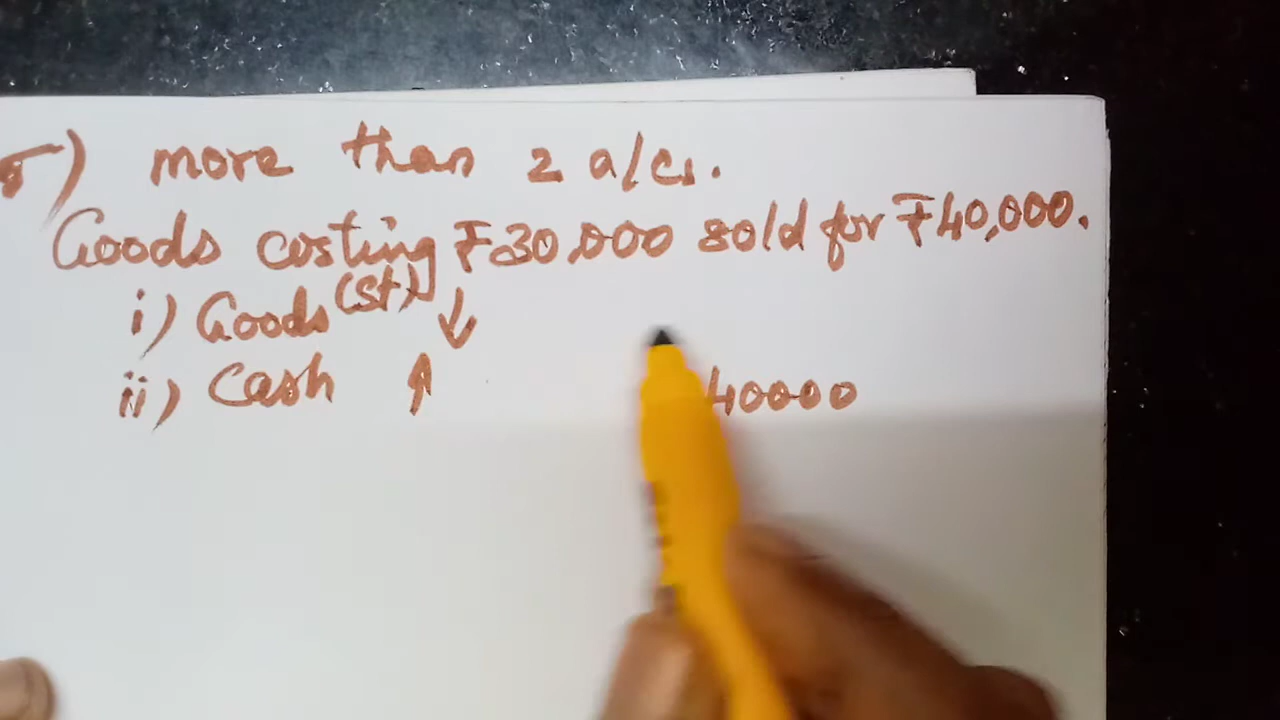 more than 2 a/cs.
Goods costing ₹30,000 sold for ₹40,000.
i) Goods (st) ↓
ii) Cash ↑ 40000